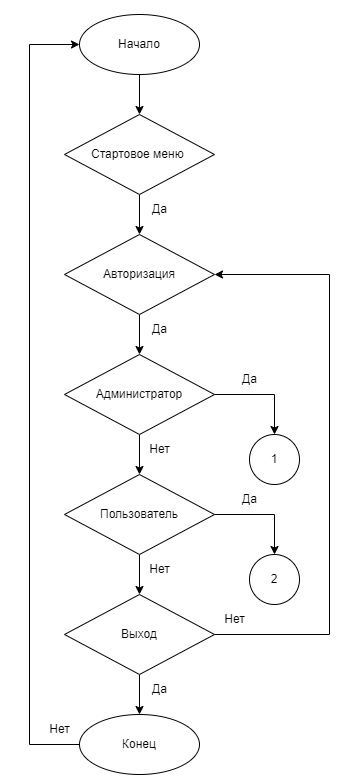 Начало
Стартовое меню
Да
Авторизация
Да
Администратор
Да
1
Нет
Пользователь
Да
2
Нет
Выход
Нет
Да
Нет
Конец